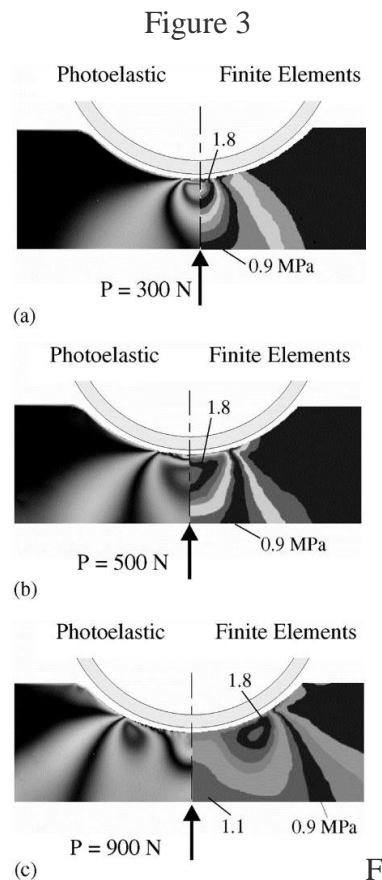 Figure 3
Photoelastic Finite Elements
1.8
0.9 MPa
P = 300 N
(a)
Photoelastic Finite Elements
1.8
0.9 MPa
P = 500 N
(b)
Photoelastic Finite Elements
1.8
1.1 0.9 MPa
P = 900 N
(c)
F